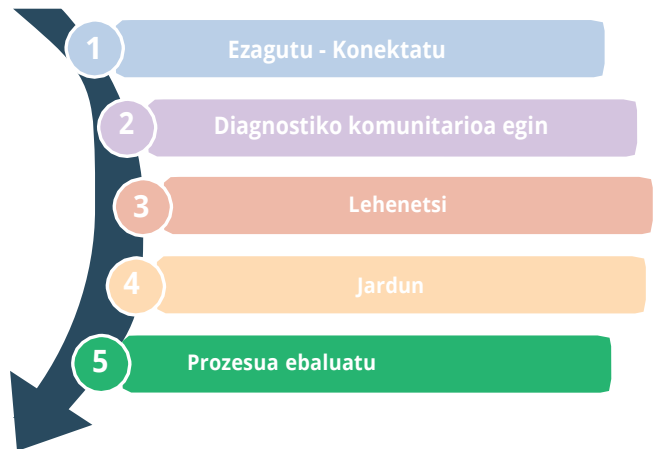 1 Ezagutu - Konektatu
2 Diagnostiko komunitarioa egin
3 Lehenetsi
4 Jardun
5 Prozesua ebaluatu